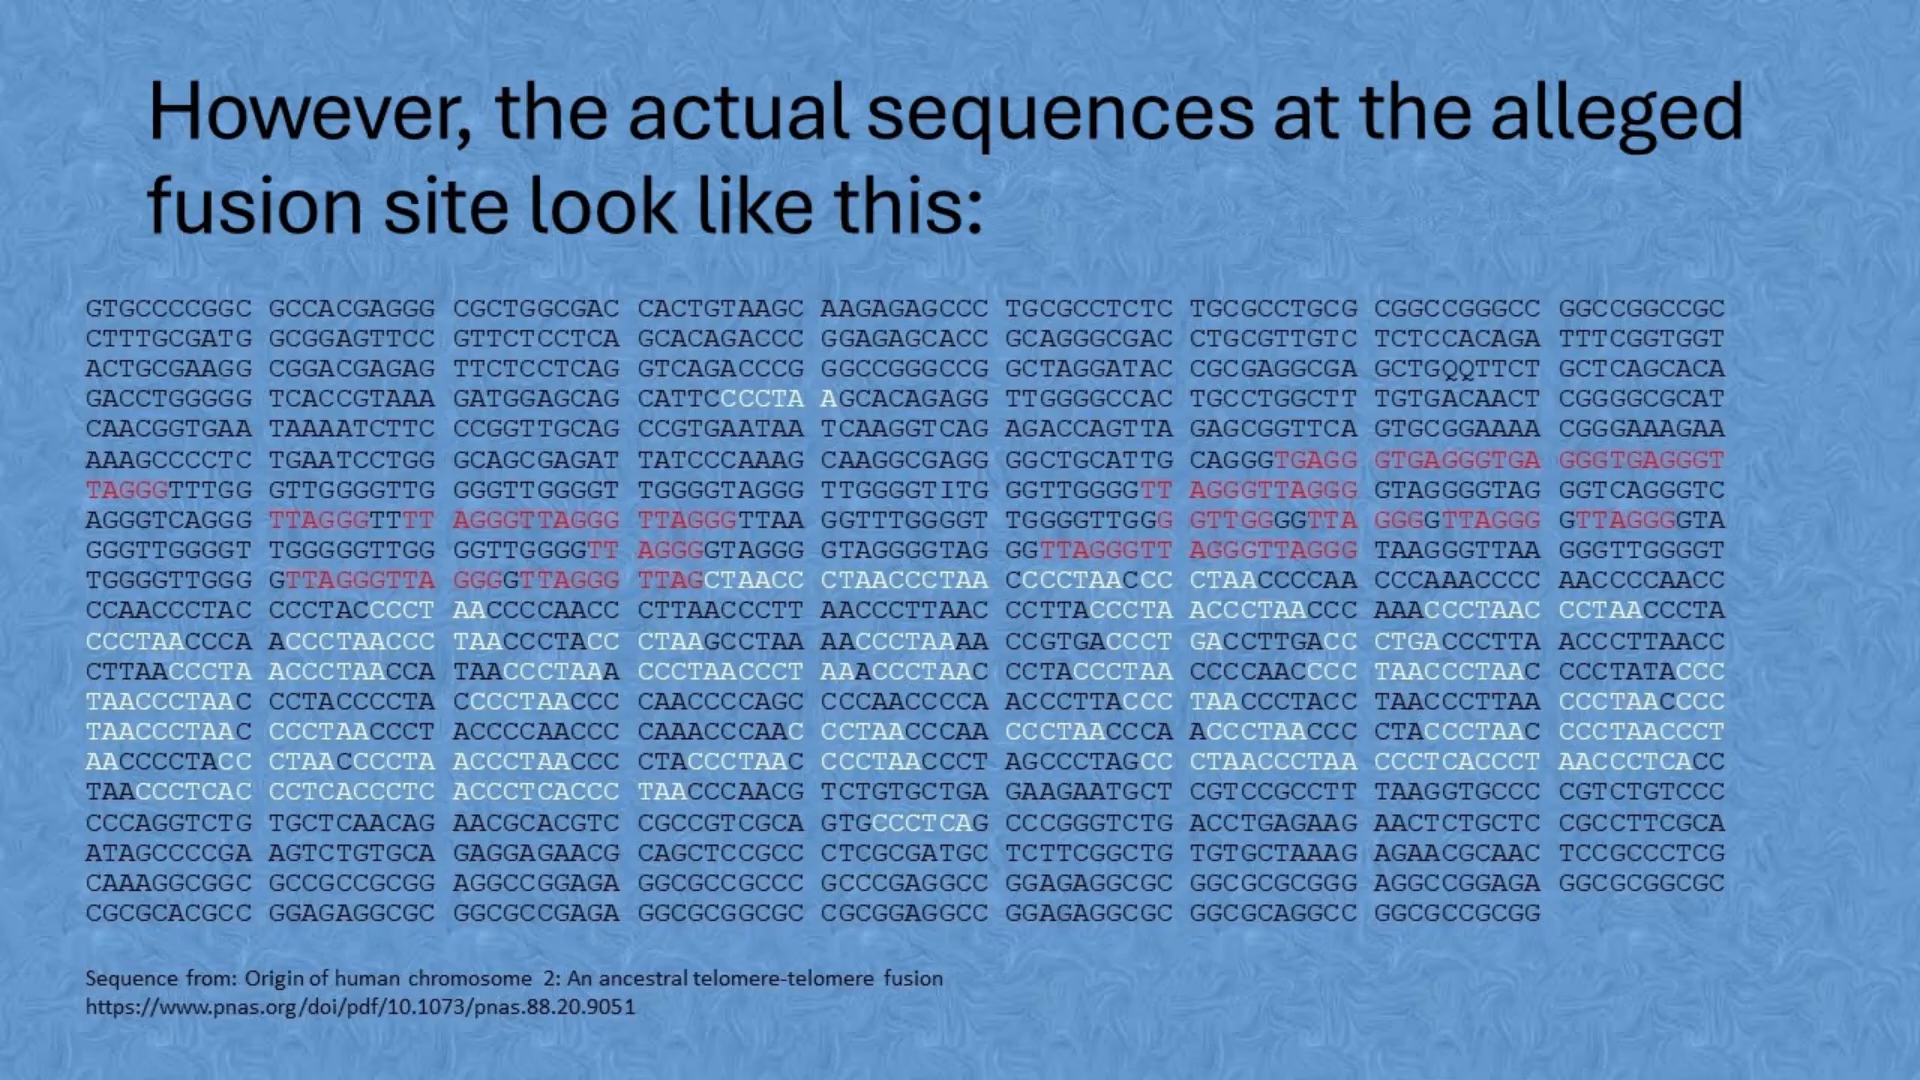 However, the actual sequences at the alleged
fusion site look like this:
GTGCCCCGGC GCCACGAGGG CGCTGGCGAC CACTGTAAGC AAGAGAGCCC TGCGCCTCTC TGCGCCTGCG CGGCCGGGCC GGCCGGCCGC
CTTTGCGATG GCGGAGTTCC GTTCTCCTCA GCACAGACCC GGAGAGCACC GCAGGGCGAC CTGCGTTGTC TCTCCACAGA TTTCGGTGGT
ACTGCGAAGG CGGACGAGAG TTCTCCTCAG GTCAGACCCG GGCCGGGCCG GCTAGGATAC CGCGAGGCGA GCTGQQTTCT GCTCAGCACA
GACCTGGGGG TCACCGTAAA GATGGAGCAG CATTCCCCTA AGCACAGAGG TTGGGGCCAC TGCCTGGCTT TGTGACAACT CGGGGCGCAT
CAACGGTGAA TAAAATCTTC CCGGTTGCAG CCGTGAATAA TCAAGGTCAG AGACCAGTTA GAGCGGTTCA GTGCGGAAAA CGGGAAAGAA
AAAGCCCCTC TGAATCCTGG GCAGCGAGAT TATCCCAAAG CAAGGCGAGG GGCTGCATTG CAGGGTGAGG GTGAGGGTGA GGGTGAGGGT
TAGGGTTTGG GTTGGGGTTG GGGTTGGGGT TGGGGTAGGG TTGGGGTITG GGTTGGGGTT AGGGTTAGGG GTAGGGGTAG GGTCAGGGTC
AGGGTCAGGG TTAGGGTTTT AGGGTTAGGG TTAGGGTTAA GGTTTGGGGT TGGGGTTGGG GTTGGGGTTA GGGGTTAGGG GTTAGGGGTA
GGGTTGGGGT TGGGGGTTGG GGTTGGGGTT AGGGGTAGGG GTAGGGGTAG GGTTAGGGTT AGGGTTAGGG TAAGGGTTAA GGGTTGGGGT
TGGGGTTGGG GTTAGGGTTA GGGGTTAGGG TTAGCTAACC CTAACCCTAA CCCCTAACCC CTAACCCCAA CCCAAACCCC AACCCCAACC
CCAACCCTAC CCCTACCCCT AACCCCAACC CTTAACCCTT AACCCTTAAC CCTTACCCTA ACCCTAACCC AAACCCTAAC CCTAACCCTA
CCCTAACCCA ACCCTAACCC TAACCCTACC CTAAGCCTAA AACCCTAAAA CCGTGACCCT GACCTTGACC CTGACCCTTA ACCCTTAACC
CTTAACCCTA ACCCTAACCA TAACCCTAAA CCCTAACCCT AAACCCTAAC CCTACCCTAA CCCCAACCCC TAACCCTAAC CCCTATACCC
TAACCCTAAC CCTACCCCTA CCCCTAACCC CAACCCCAGC CCCAACCCCA ACCCTTACCC TAACCCTACC TAACCCTTAA CCCTAACCCC
TAACCCTAAC CCCTAACCCT ACCCCAACCC CAAACCCAAC CCTAACCCAA CCCTAACCCA ACCCTAACCC CTACCCTAAC CCCTAACCCT
AACCCCTACC CTAACCCCTA ACCCTAACCC CTACCCTAAC CCCTAACCCT AGCCCTAGCC CTAACCCTAA CCCTCACCCT AACCCTCACC
TAACCCTCAC CCTCACCCTC ACCCTCACCC TAACCCAACG TCTGTGCTGA GAAGAATGCT CGTCCGCCTT TAAGGTGCCC CGTCTGTCCC
CCCAGGTCTG TGCTCAACAG AACGCACGTC CGCCGTCGCA GTGCCCTCAG CCCGGGTCTG ACCTGAGAAG AACTCTGCTC CGCCTTCGCA
ATAGCCCCGA AGTCTGTGCA GAGGAGAACG CAGCTCCGCC CTCGCGATGC TCTTCGGCTG TGTGCTAAAG AGAACGCAAC TCCGCCCTCG
CAAAGGCGGC GCCGCCGCGG AGGCCGGAGA GGCGCCGCCC GCCCGAGGCC GGAGAGGCGC GGCGCGCGGG AGGCCGGAGA GGCGCGGCGC
CGCGCACGCC GGAGAGGCGC GGCGCCGAGA GGCGCGGCGC CGCGGAGGCC GGAGAGGCGC GGCGCAGGCC GGCGCCGCGG
Sequence from: Origin of human chromosome 2: An ancestral telomere-telomere fusion
https://www.pnas.org/doi/pdf/10.1073/pnas.88.20.9051